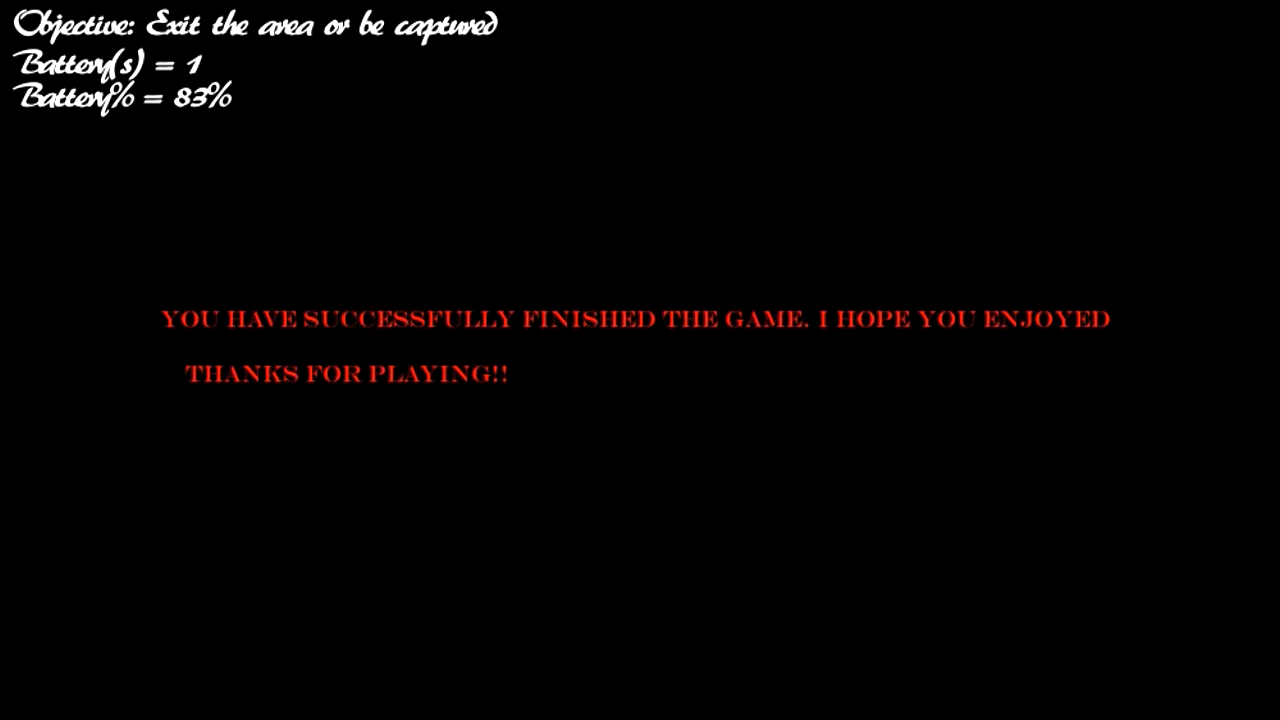 Objective: Exit the area or be captured
Battery(s) = 1
Battery% = 83%
YOU HAVE SUCCESSFULLY FINISHED THE GAME. I HOPE YOU ENJOYED
THANKS FOR PLAYING!!